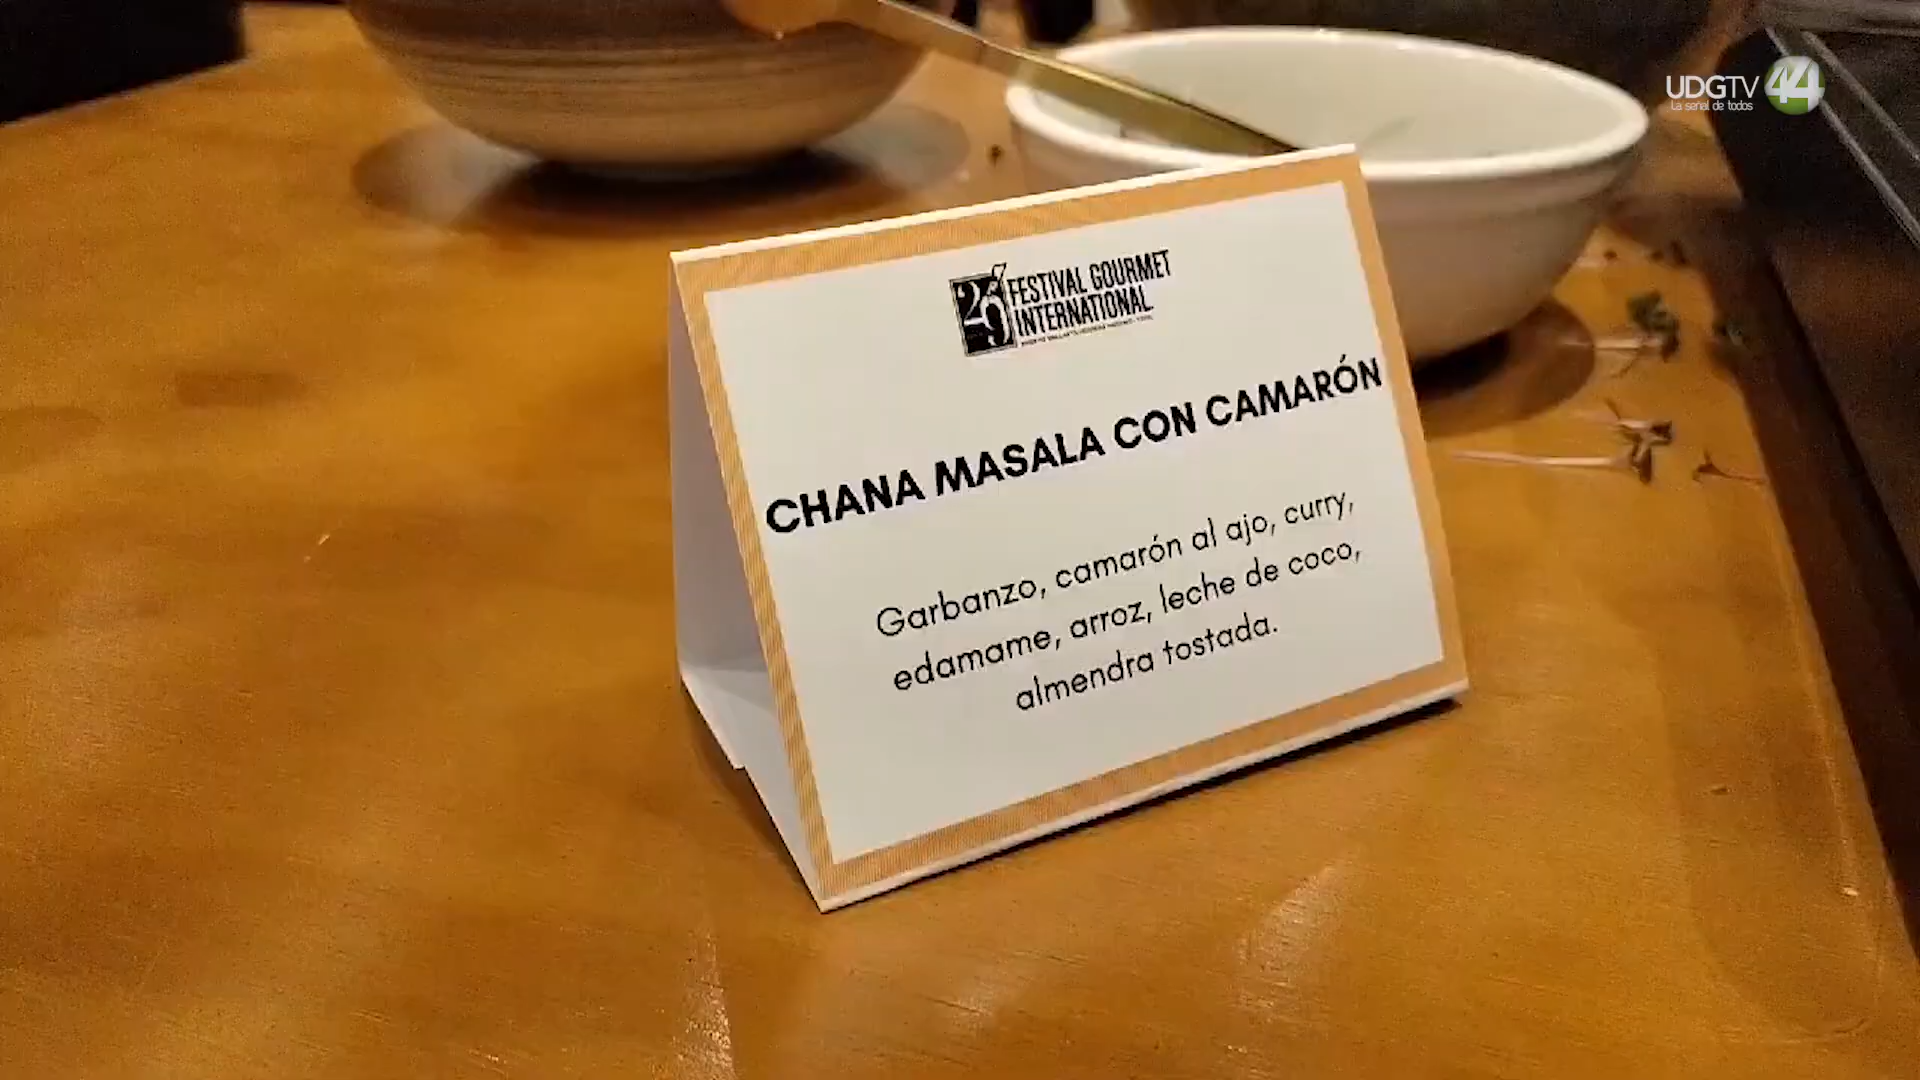 UDGTV 44
La señal de todos
25 FESTIVAL GOURMET
INTERNATIONAL
CHANA MASALA CON CAMARÓN
Garbanzo, camarón al ajo, curry,
edamame, arroz, leche de coco,
almendra tostada.